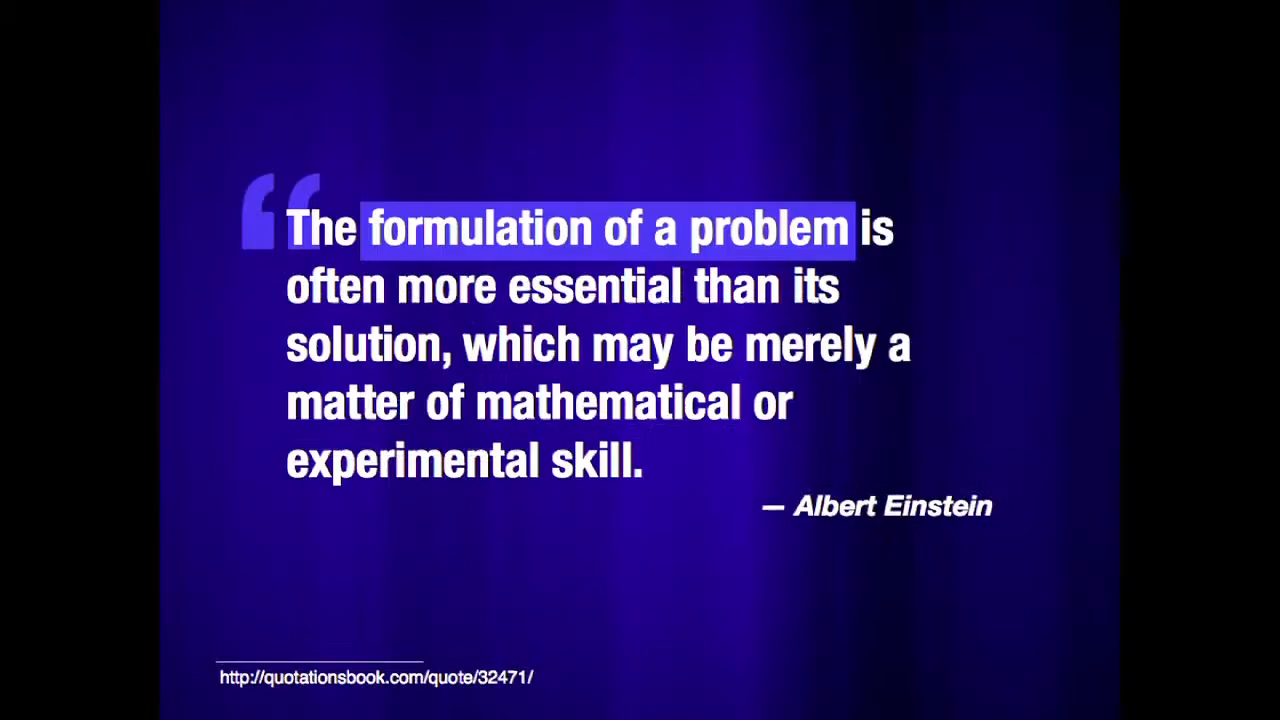 “The formulation of a problem is
often more essential than its
solution, which may be merely a
matter of mathematical or
experimental skill.
— Albert Einstein
http://quotationsbook.com/quote/32471/